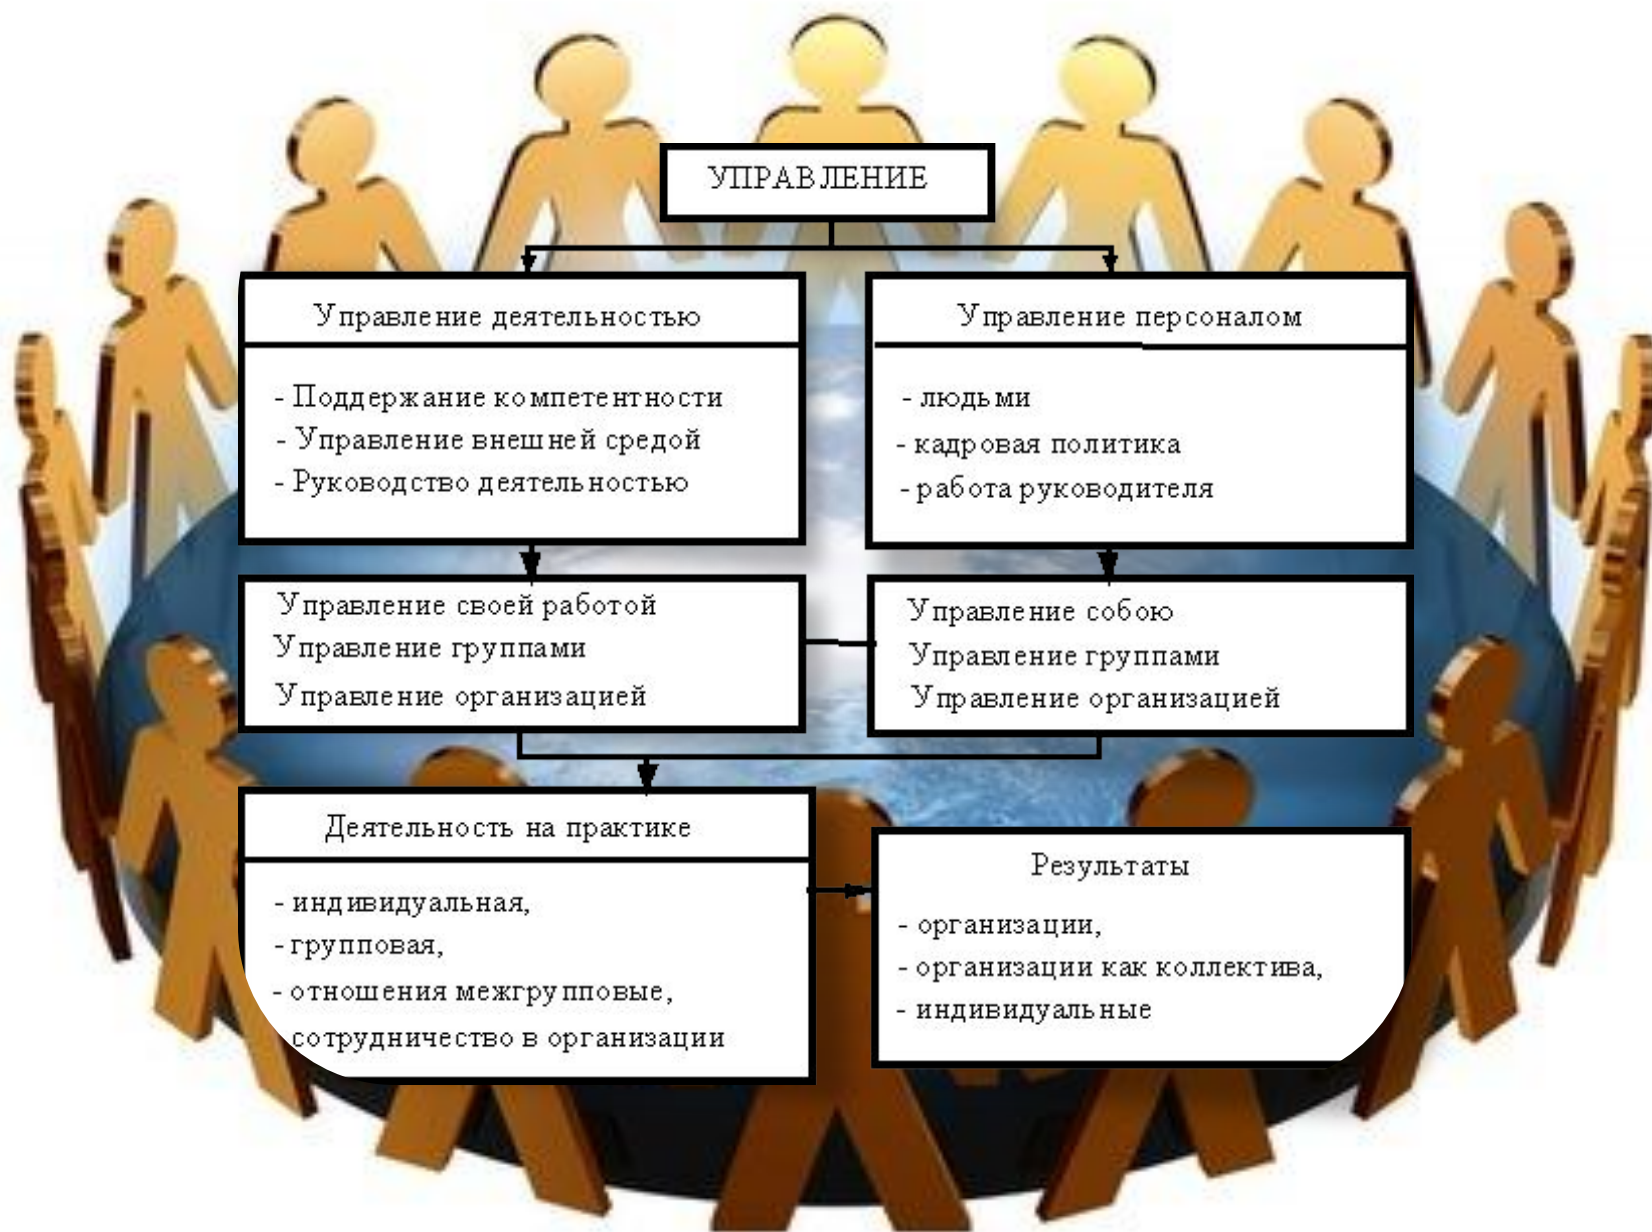 УПРАВЛЕНИЕ
Управление деятельностью
- Поддержание компетентности
- Управление внешней средой
- Руководство деятельностью
Управление персоналом
- людьми
- кадровая политика
- работа руководителя
Управление своей работой
Управление группами
Управление организацией
Управление собою
Управление группами
Управление организацией
Деятельность на практике
- индивидуальная,
- групповая,
- отношения межгрупповые,
сотрудничество в организации
Результаты
- организации,
- организации как коллектива,
- индивидуальные